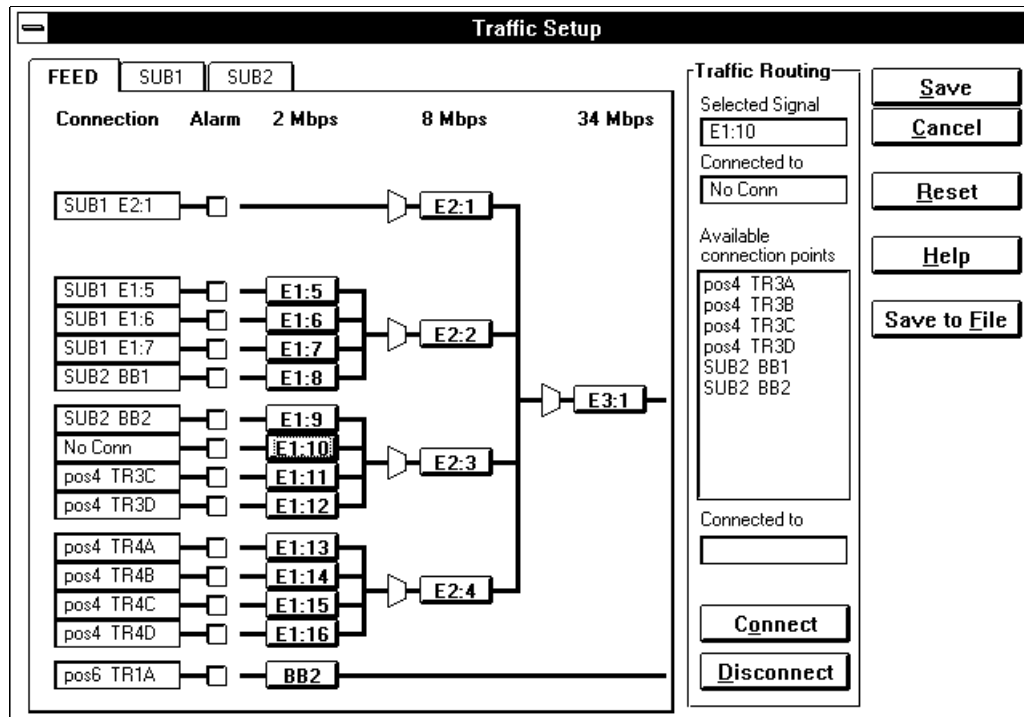 Traffic Setup
FEED SUB1 SUB2
Connection Alarm 2 Mbps 8 Mbps 34 Mbps
SUB1 E2:1 E2:1
SUB1 E1:5 E1:5
SUB1 E1:6 E1:6
E2:2
SUB1 E1:7 E1:7
SUB2 BB1 E1:8
E3:1
SUB2 BB2 E1:9
No Conn E1:10
E2:3
pos4 TR3C E1:11
pos4 TR3D E1:12
pos4 TR4A E1:13
pos4 TR4B E1:14
E2:4
pos4 TR4C E1:15
pos4 TR4D E1:16
pos6 TR1A BB2
Traffic Routing
Selected Signal
E1:10
Connected to
No Conn
Available
connection points
pos4 TR3A
pos4 TR3B
pos4 TR3C
pos4 TR3D
SUB2 BB1
SUB2 BB2
Connected to
Connect
Disconnect
Save
Cancel
Reset
Help
Save to File